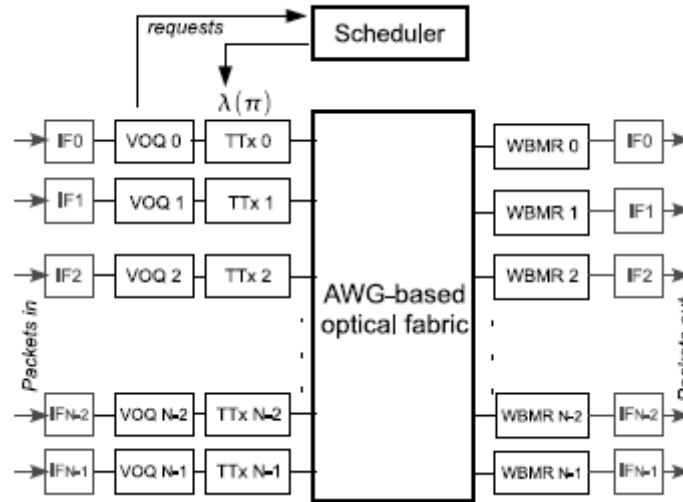 requests
Scheduler
λ(π)
IF0 VOQ 0 TTx 0 WBMR 0 IF0
IF1 VOQ 1 TTx 1 WBMR 1 IF1
IF2 VOQ 2 TTx 2 WBMR 2 IF2
AWG-based
optical fabric
Packets in
IFN-2 VOQ N-2 TTx N-2 WBMR N-2 IFN-2
IFN-1 VOQ N-1 TTx N-1 WBMR N-1 IFN-1